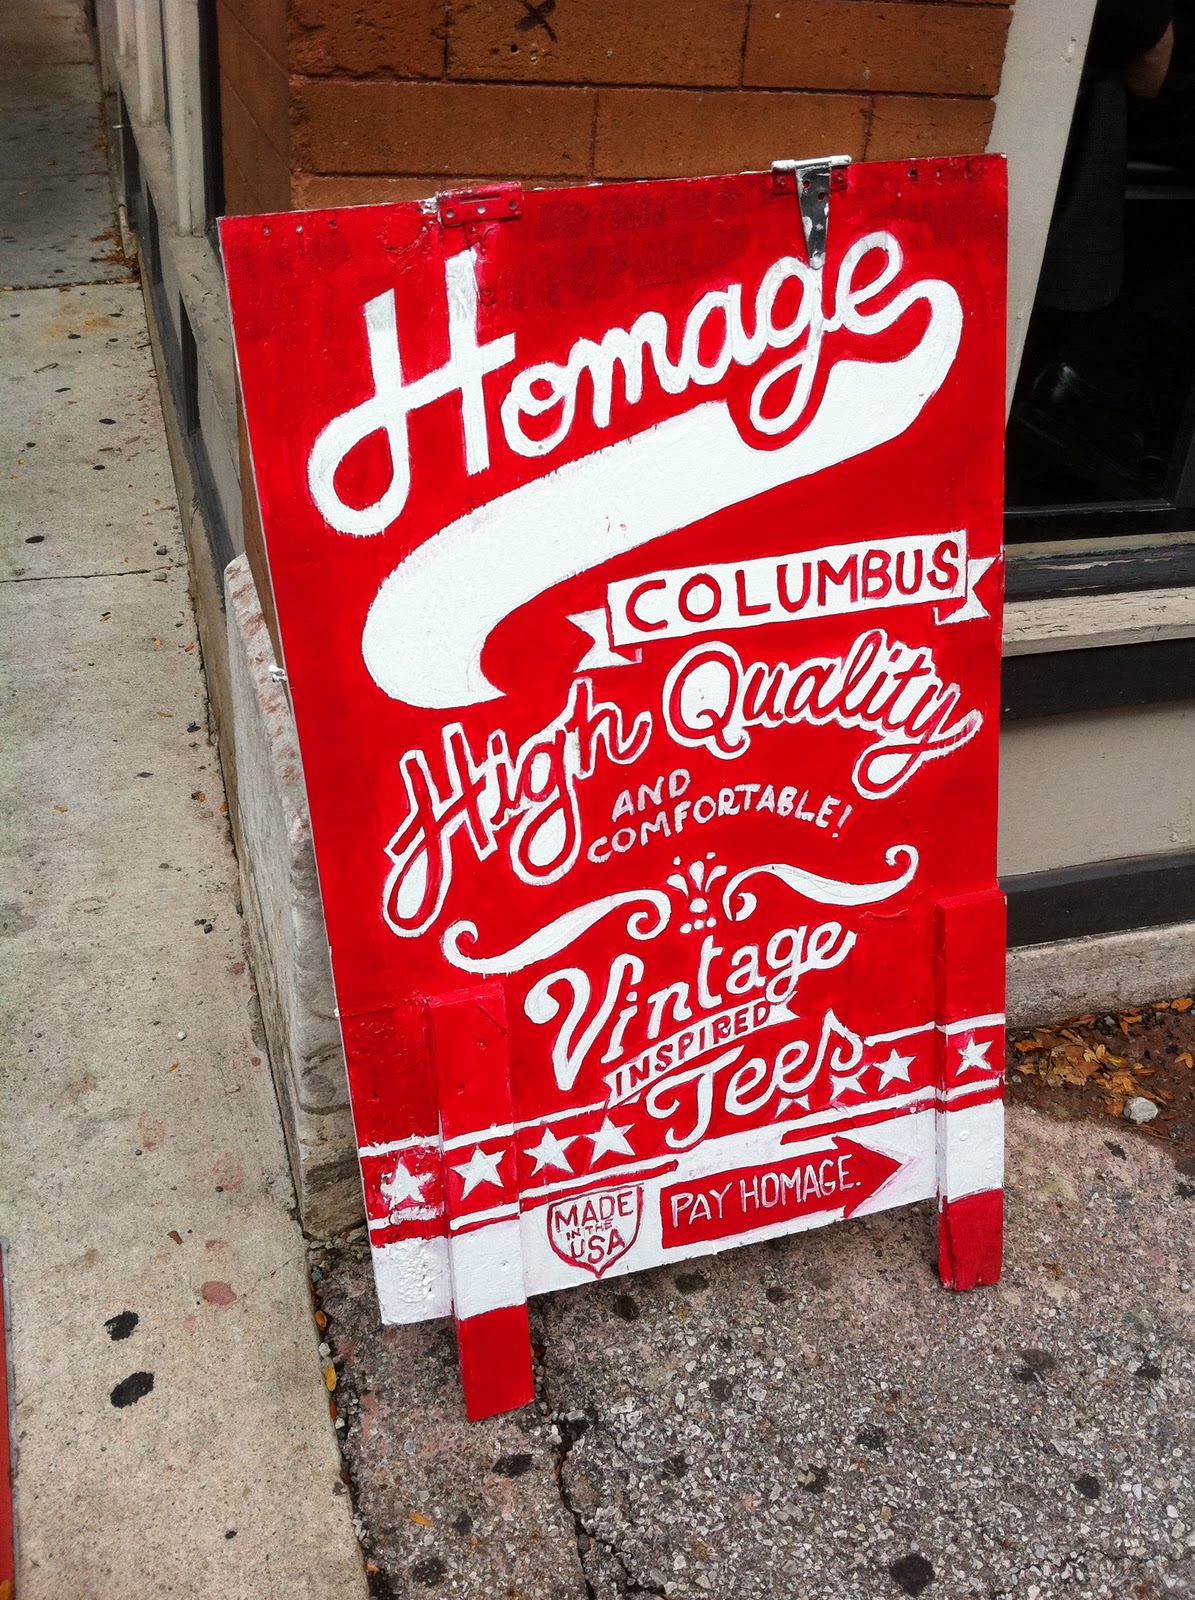 Homage
COLUMBUS
High Quality
AND
COMFORTABLE!
Vintage
INSPIRED
Tees
MADE
IN THE
USA
PAY HOMAGE.